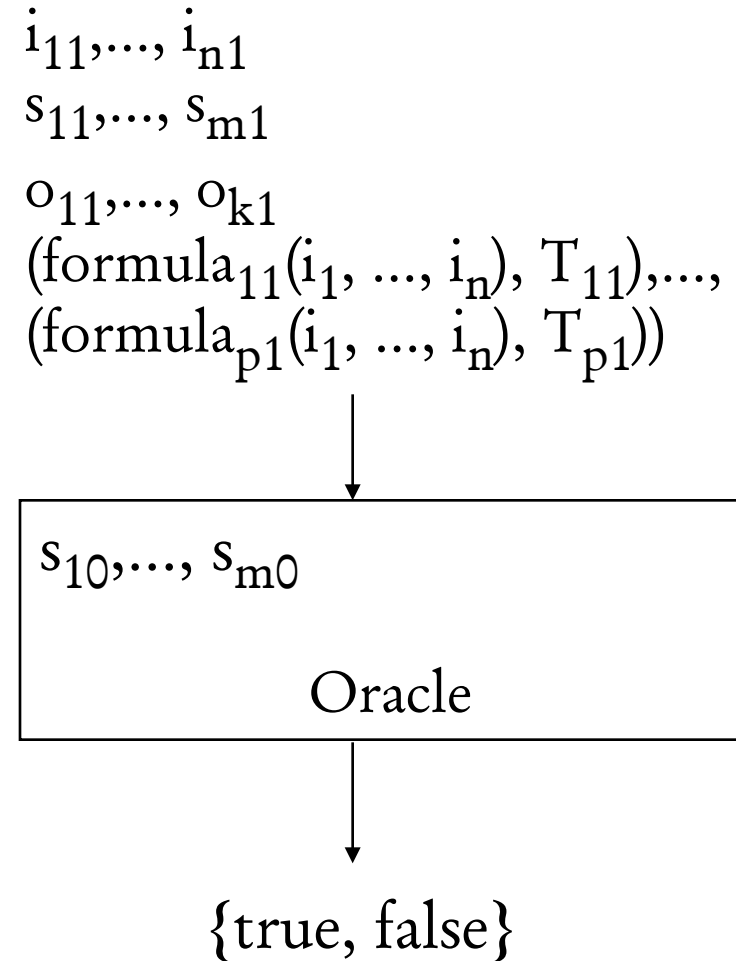 i₁₁,..., iₙ₁
s₁₁,..., sₘ₁
o₁₁,..., oₖ₁
(formula₁₁(i₁, ..., iₙ), T₁₁),...,
(formulaₚ₁(i₁, ..., iₙ), Tₚ₁))
s₁₀,..., sₘ₀
Oracle
{true, false}